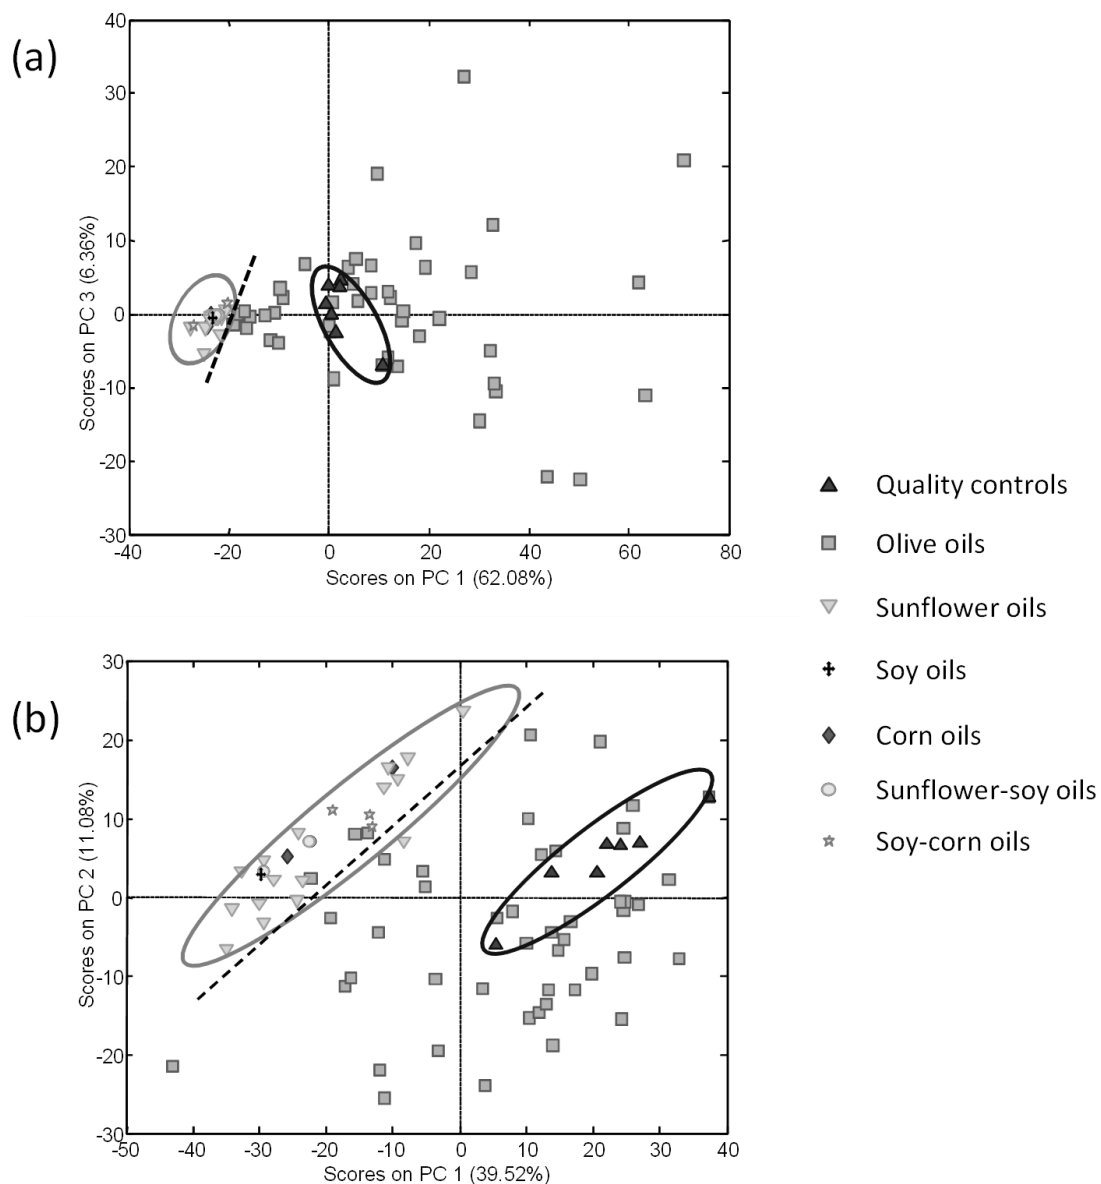 (a)
40
30
20
10
0
-10
-20
-30
Scores on PC 3 (6.36%)
-40 -20 0 20 40 60 80
Scores on PC 1 (62.08%)
Quality controls
Olive oils
Sunflower oils
Soy oils
Corn oils
Sunflower-soy oils
Soy-corn oils
(b)
30
20
10
0
-10
-20
-30
Scores on PC 2 (11.08%)
-50 -40 -30 -20 -10 0 10 20 30 40
Scores on PC 1 (39.52%)